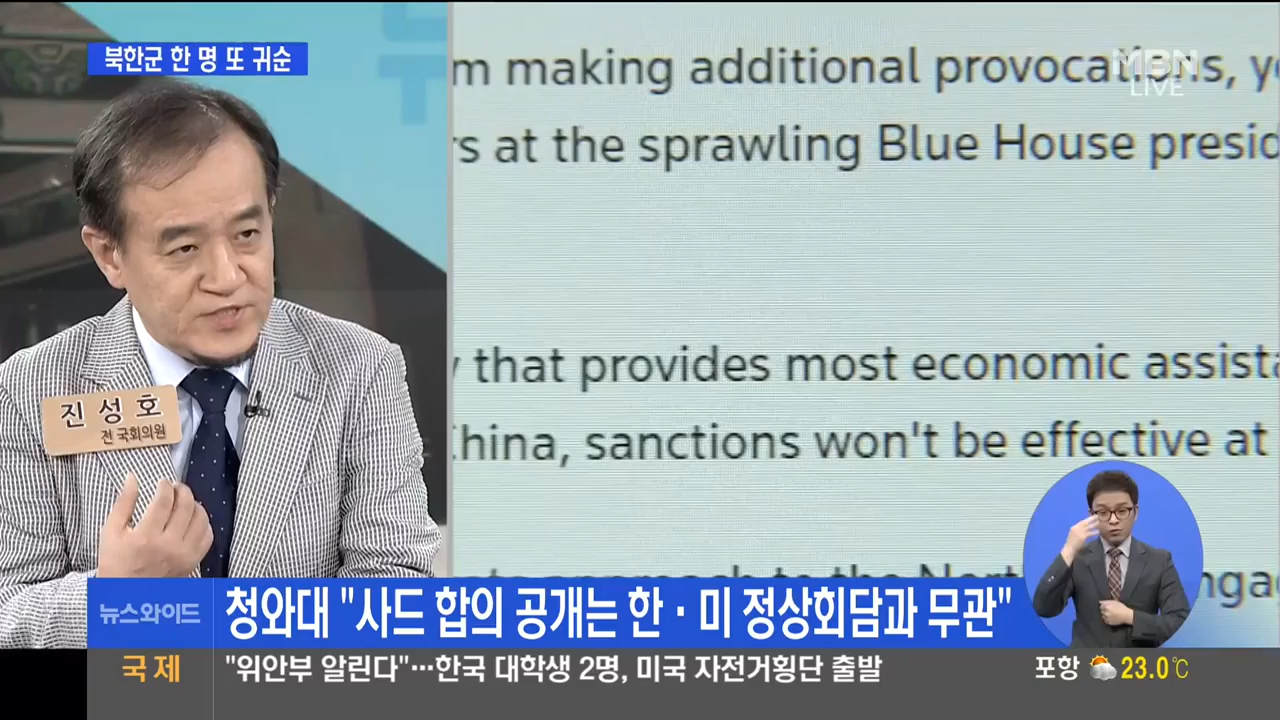 북한군 한 명 또 귀순
MBN
LIVE
m making additional provocations, y
rs at the sprawling Blue House presid
that provides most economic assist
China, sanctions won't be effective at
진성호
전 국회의원
뉴스와이드
청와대 "사드 합의 공개는 한·미 정상회담과 무관"
국 제
"위안부 알린다"…한국 대학생 2명, 미국 자전거횡단 출발
포항 23.0℃